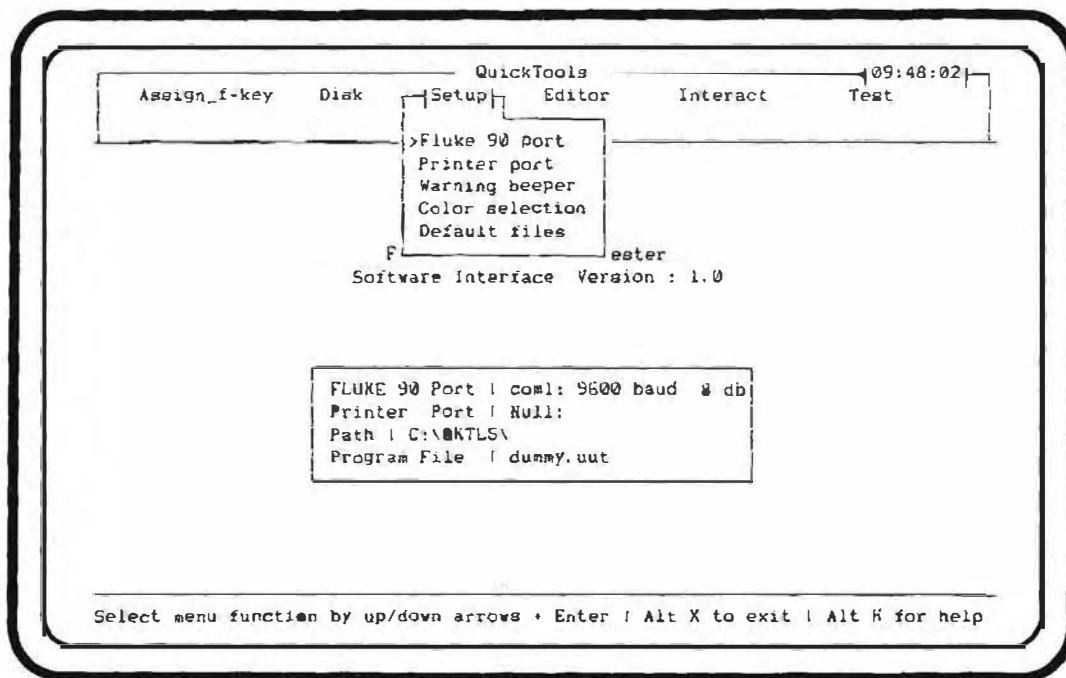 QuickTools 09:48:02
Assign_f-key Disk Setup Editor Interact Test
>Fluke 90 port
Printer port
Warning beeper
Color selection
Default files
F ester
Software Interface Version : 1.0
FLUKE 90 Port | com1: 9600 baud 8 db
Printer Port | Null:
Path | C:\QKTLS\
Program File | dummy.uut
Select menu function by up/down arrows + Enter | Alt X to exit | Alt H for help